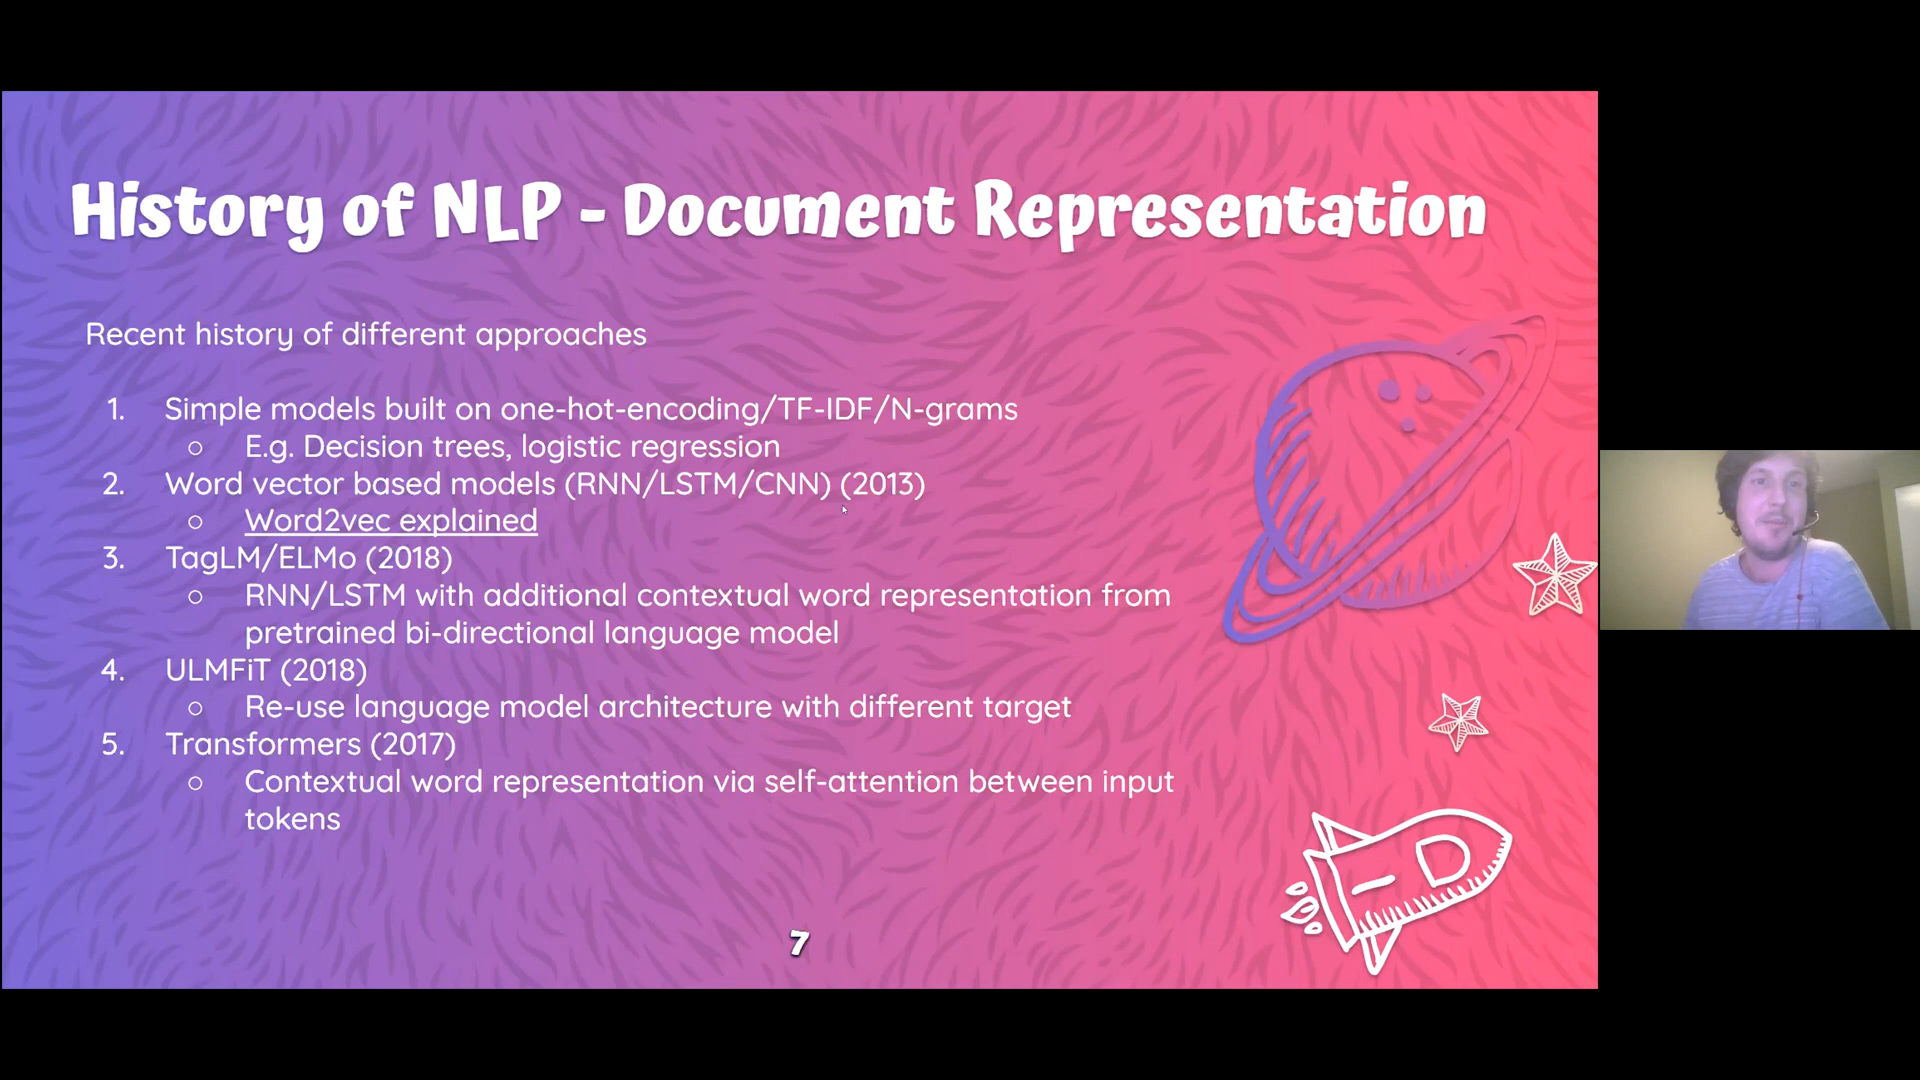 History of NLP - Document Representation
Recent history of different approaches
1. Simple models built on one-hot-encoding/TF-IDF/N-grams
○ E.g. Decision trees, logistic regression
2. Word vector based models (RNN/LSTM/CNN) (2013)
○ Word2vec explained
3. TagLM/ELMo (2018)
○ RNN/LSTM with additional contextual word representation from
pretrained bi-directional language model
4. ULMFiT (2018)
○ Re-use language model architecture with different target
5. Transformers (2017)
○ Contextual word representation via self-attention between input
tokens
7